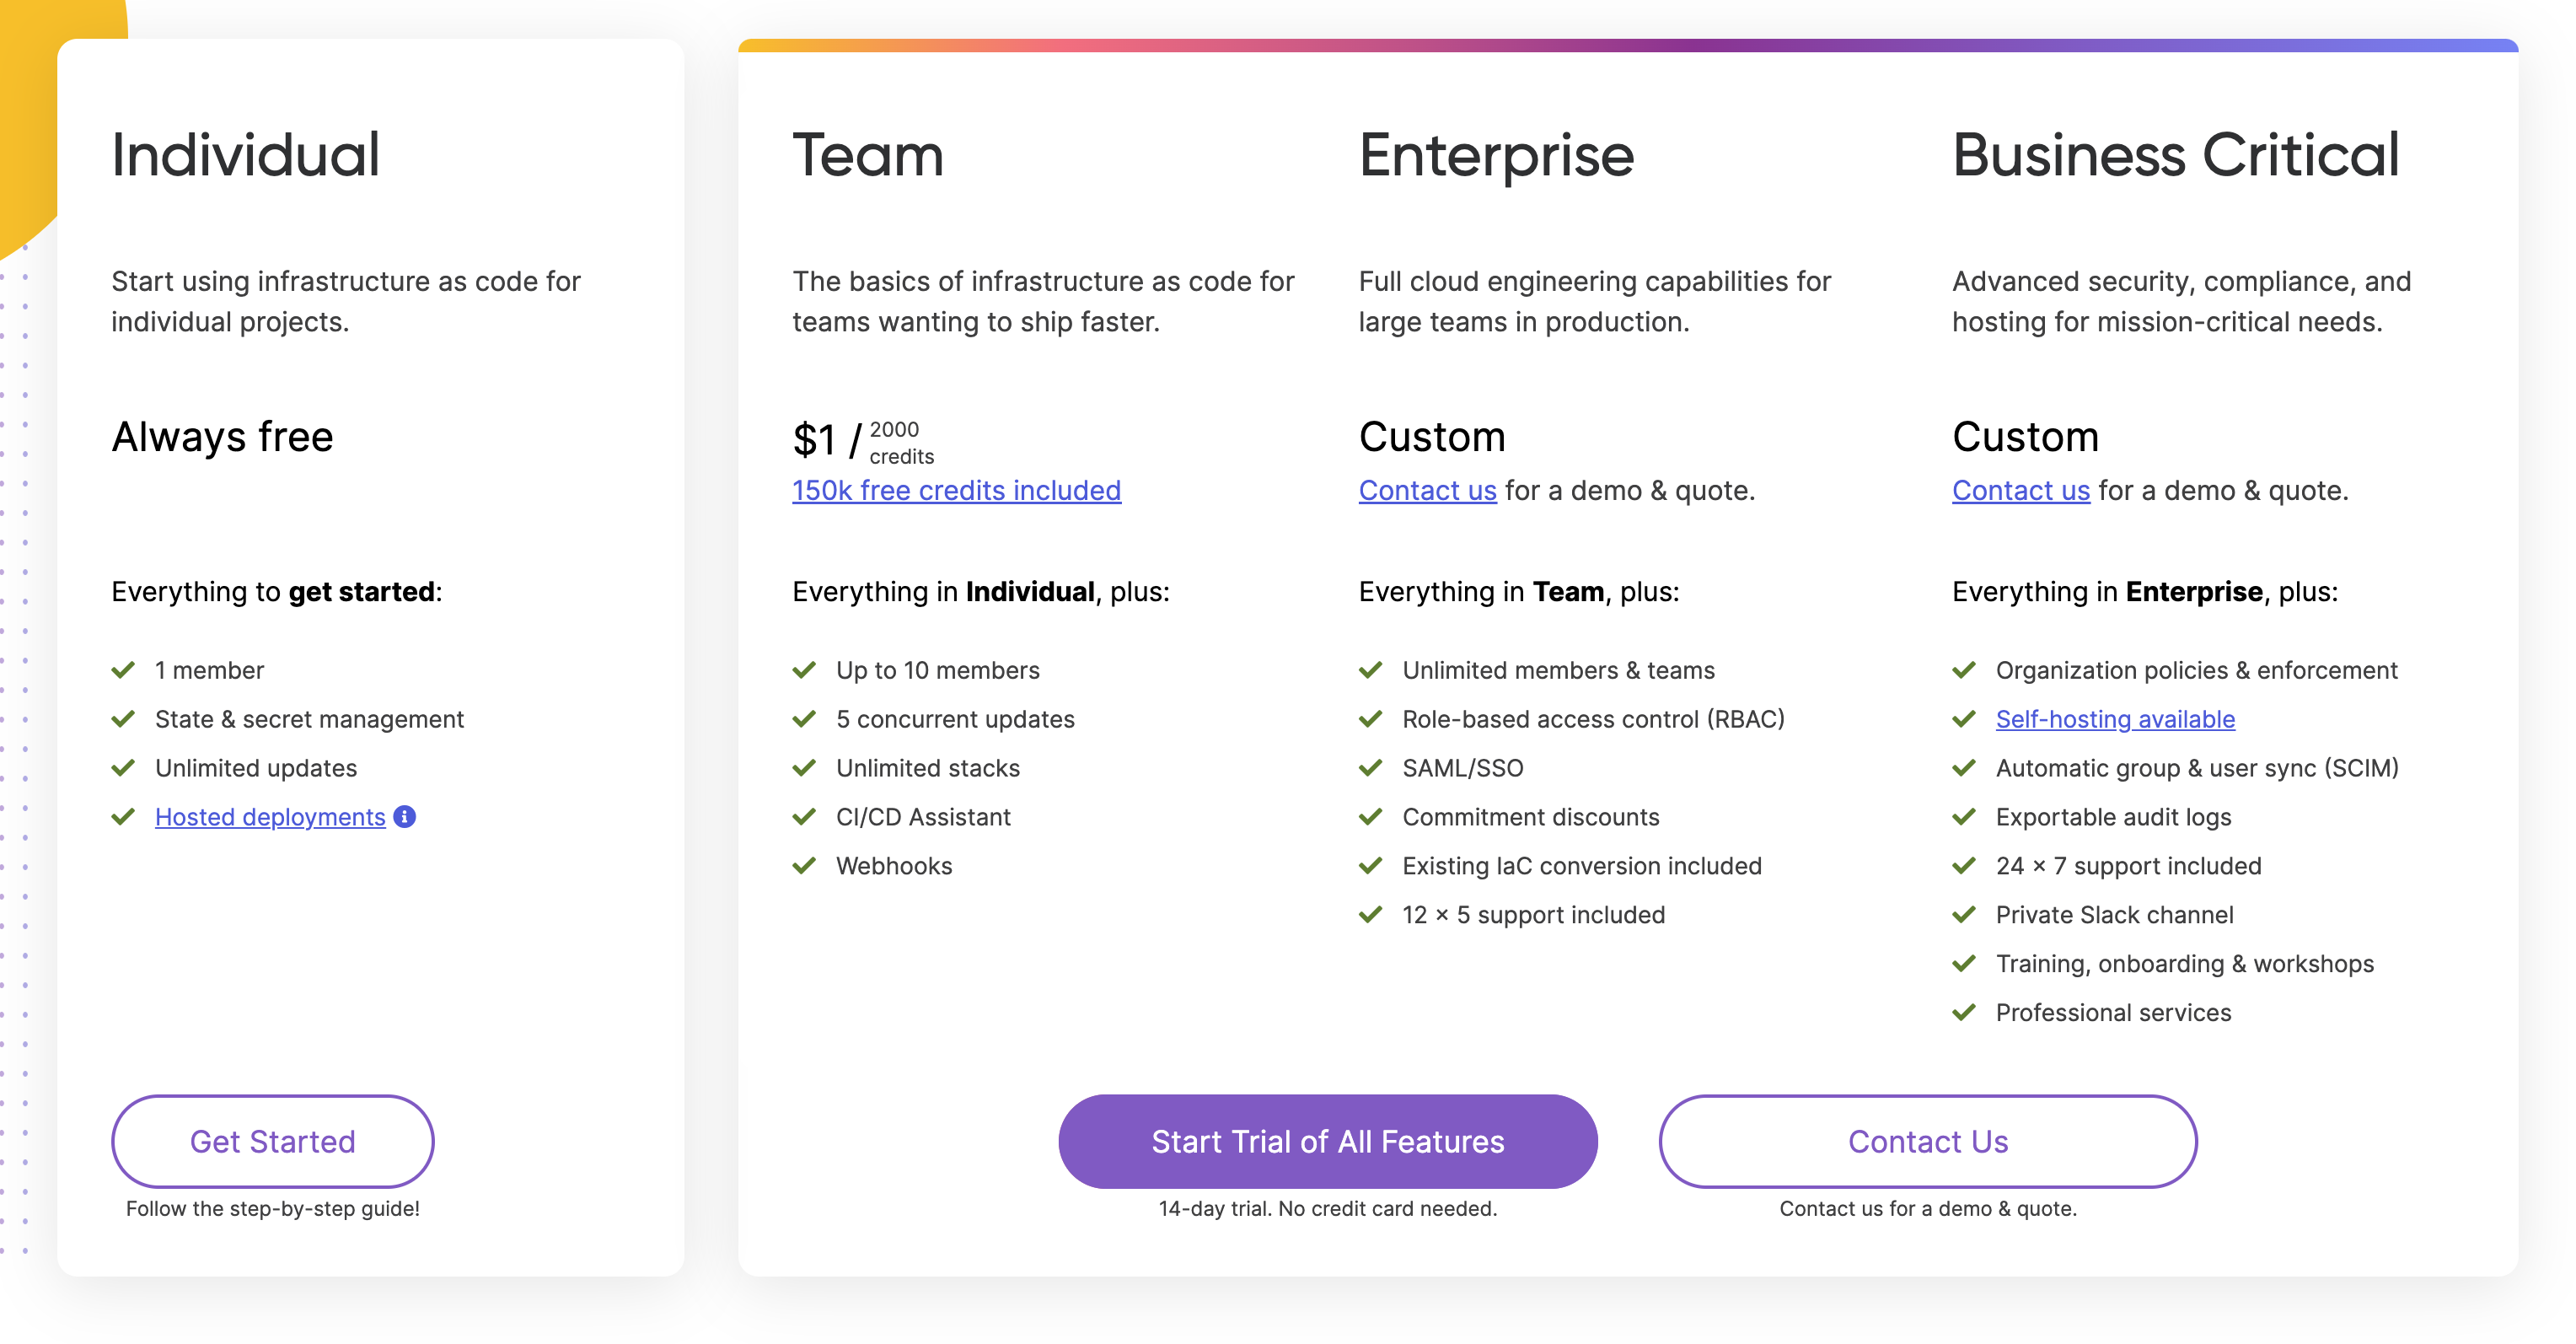 Individual
Start using infrastructure as code for
individual projects.
Always free
Everything to get started:
1 member
State & secret management
Unlimited updates
Hosted deployments
Get Started
Follow the step-by-step guide!
Team
The basics of infrastructure as code for
teams wanting to ship faster.
$1 / 2000
credits
150k free credits included
Everything in Individual, plus:
Up to 10 members
5 concurrent updates
Unlimited stacks
CI/CD Assistant
Webhooks
Enterprise
Full cloud engineering capabilities for
large teams in production.
Custom
Contact us for a demo & quote.
Everything in Team, plus:
Unlimited members & teams
Role-based access control (RBAC)
SAML/SSO
Commitment discounts
Existing IaC conversion included
12 × 5 support included
Business Critical
Advanced security, compliance, and
hosting for mission-critical needs.
Custom
Contact us for a demo & quote.
Everything in Enterprise, plus:
Organization policies & enforcement
Self-hosting available
Automatic group & user sync (SCIM)
Exportable audit logs
24 × 7 support included
Private Slack channel
Training, onboarding & workshops
Professional services
Start Trial of All Features
14-day trial. No credit card needed.
Contact Us
Contact us for a demo & quote.